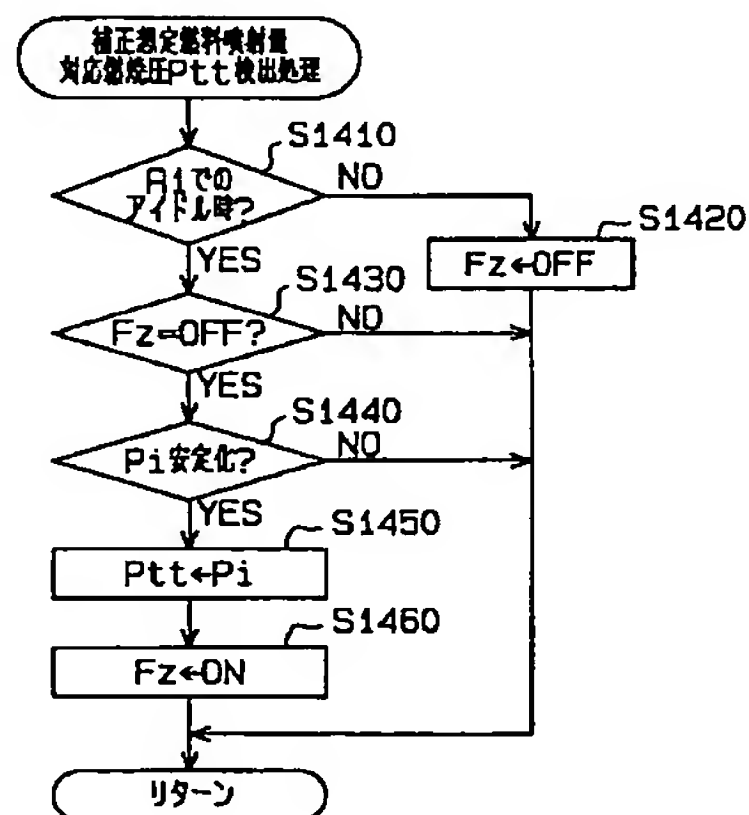 補正想定燃料噴射量
対応燃焼圧Ptt検出処理
S1410
Aiでの
アイドル時?
NO
S1420
Fz←OFF
YES
S1430
Fz=OFF?
NO
YES
S1440
Pi安定化?
NO
YES
S1450
Ptt←Pi
S1460
Fz←ON
リターン